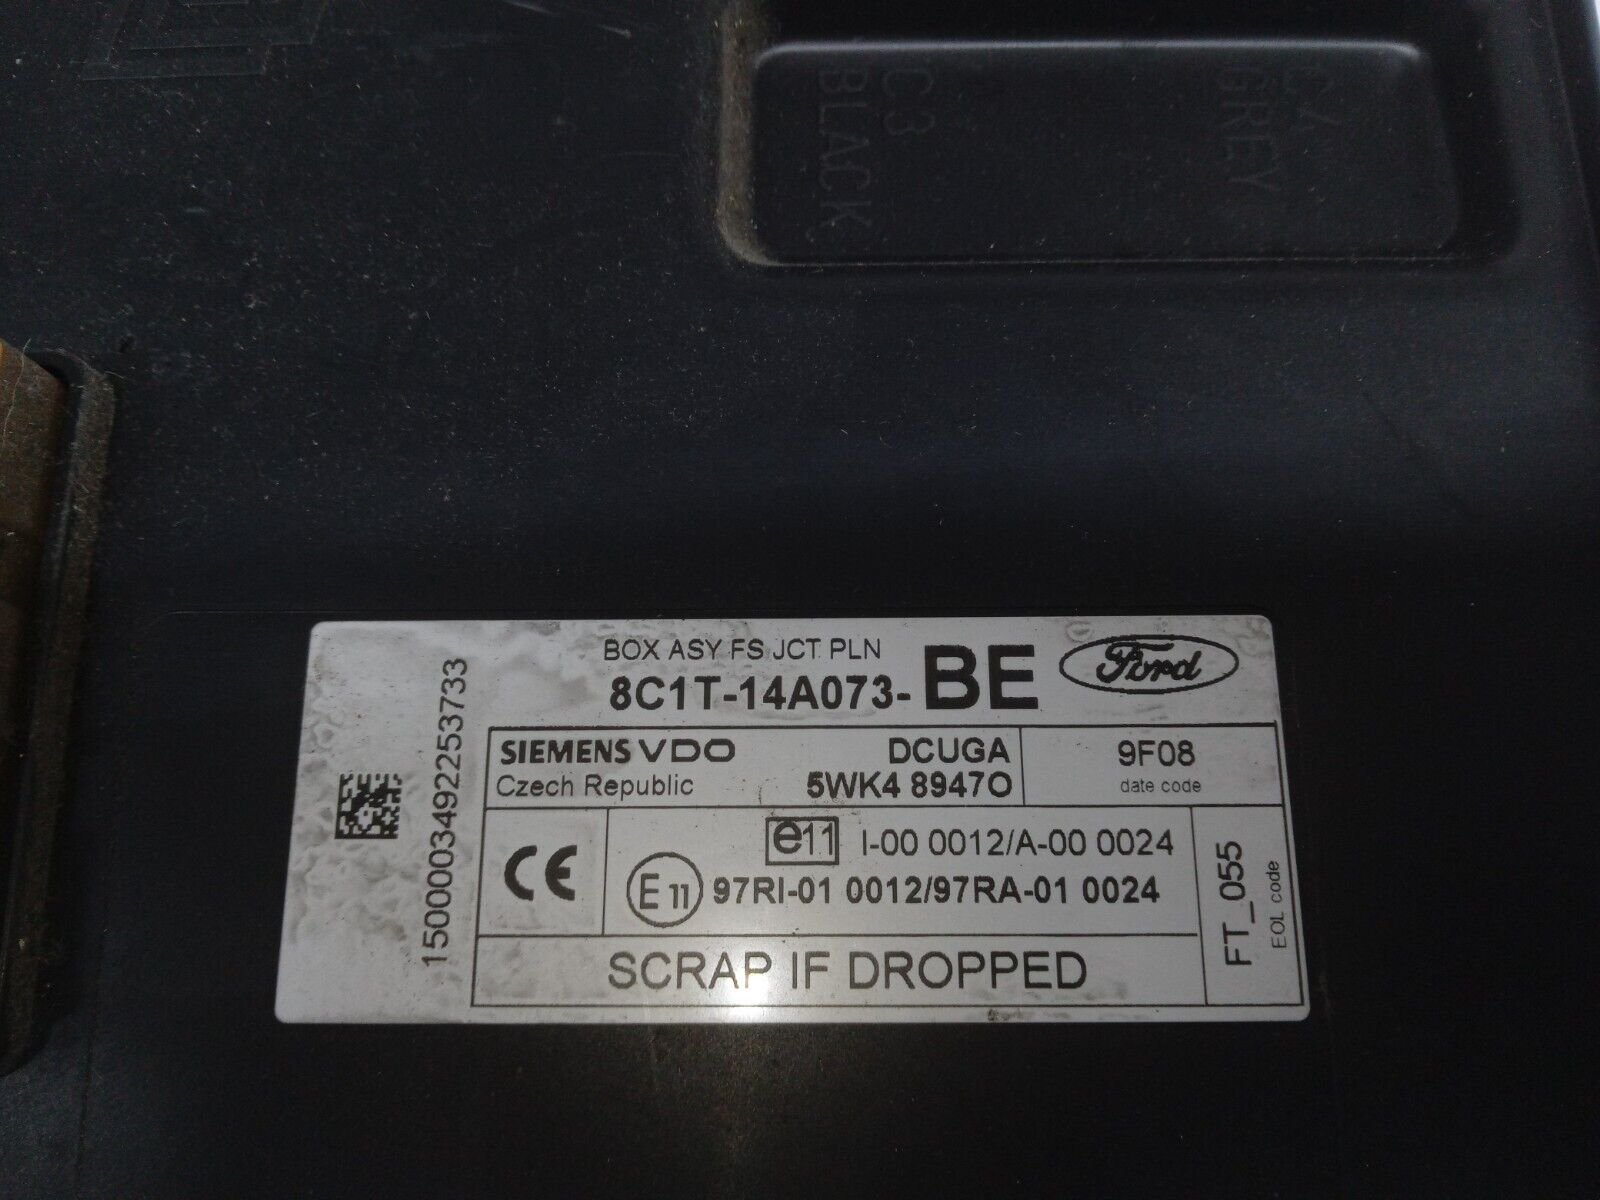 C3
BLACK
C4
GREY
BOX ASY FS JCT PLN
8C1T-14A073-BE
Ford
SIEMENS VDO DCUGA
Czech Republic 5WK4 8947O
9F08
date code
1500003492253733
CE
e11 I-00 0012/A-00 0024
E11 97RI-01 0012/97RA-01 0024
SCRAP IF DROPPED
FT_055
EOL code